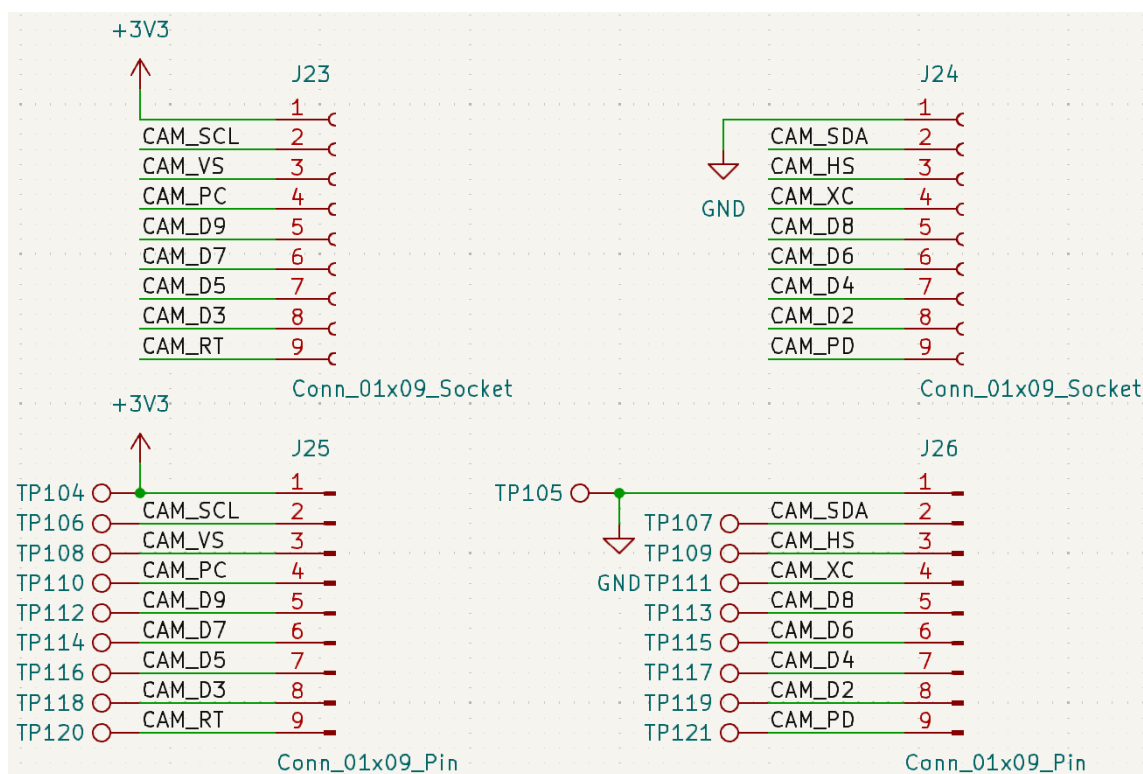 +3V3
J23
1
CAM_SCL 2
CAM_VS 3
CAM_PC 4
CAM_D9 5
CAM_D7 6
CAM_D5 7
CAM_D3 8
CAM_RT 9
Conn_01x09_Socket
J24
1
CAM_SDA 2
CAM_HS 3
GND
CAM_XC 4
CAM_D8 5
CAM_D6 6
CAM_D4 7
CAM_D2 8
CAM_PD 9
Conn_01x09_Socket
+3V3
J25
TP104 1
TP106 CAM_SCL 2
TP108 CAM_VS 3
TP110 CAM_PC 4
TP112 CAM_D9 5
TP114 CAM_D7 6
TP116 CAM_D5 7
TP118 CAM_D3 8
TP120 CAM_RT 9
Conn_01x09_Pin
J26
TP105 1
TP107 CAM_SDA 2
TP109 CAM_HS 3
GND TP111 CAM_XC 4
TP113 CAM_D8 5
TP115 CAM_D6 6
TP117 CAM_D4 7
TP119 CAM_D2 8
TP121 CAM_PD 9
Conn_01x09_Pin